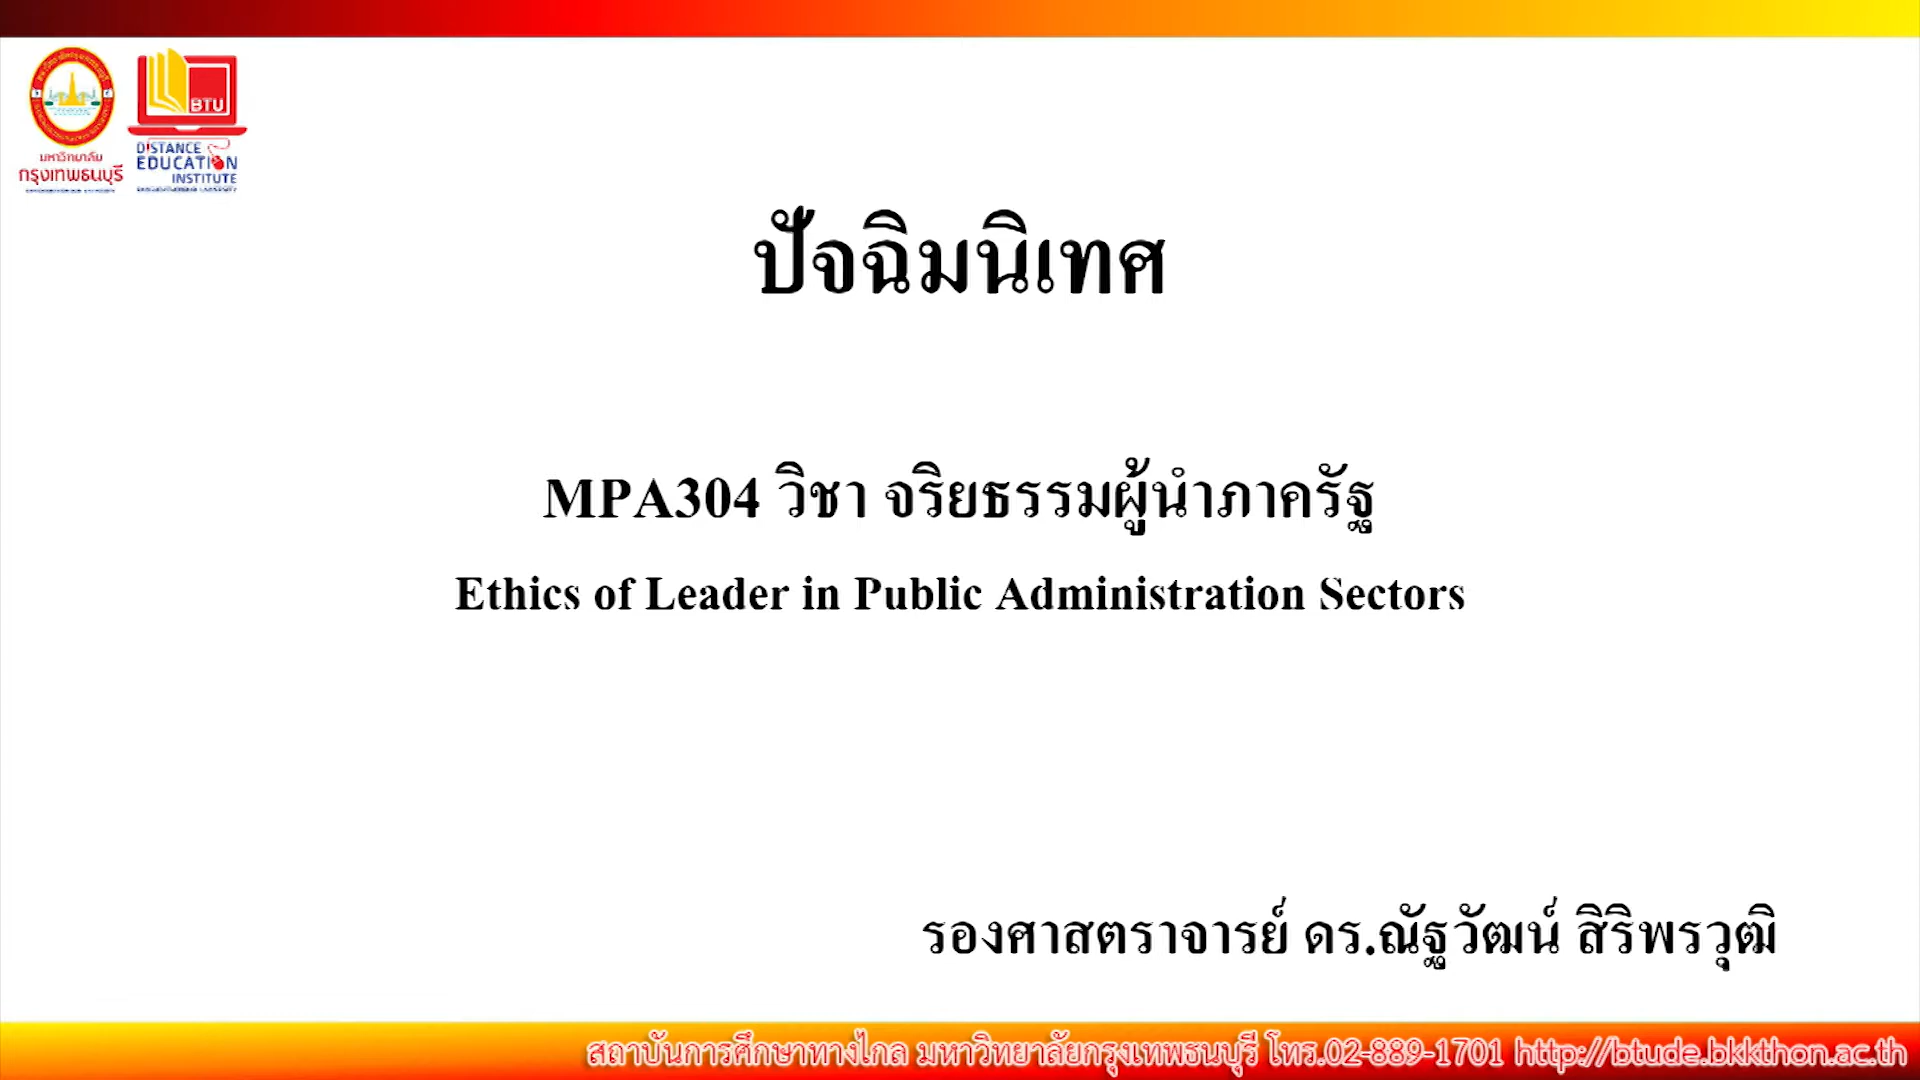 มหาวิทยาลัย
กรุงเทพธนบุรี
BTU
DISTANCE
EDUCATION
INSTITUTE
ปัจฉิมนิเทศ
MPA304 วิชา จริยธรรมผู้นำภาครัฐ
Ethics of Leader in Public Administration Sectors
รองศาสตราจารย์ ดร.ณัฐวัฒน์ สิริพรวุฒิ
สถาบันการศึกษาทางไกล มหาวิทยาลัยกรุงเทพธนบุรี โทร.02-889-1701 http://btude.bkkthon.ac.th